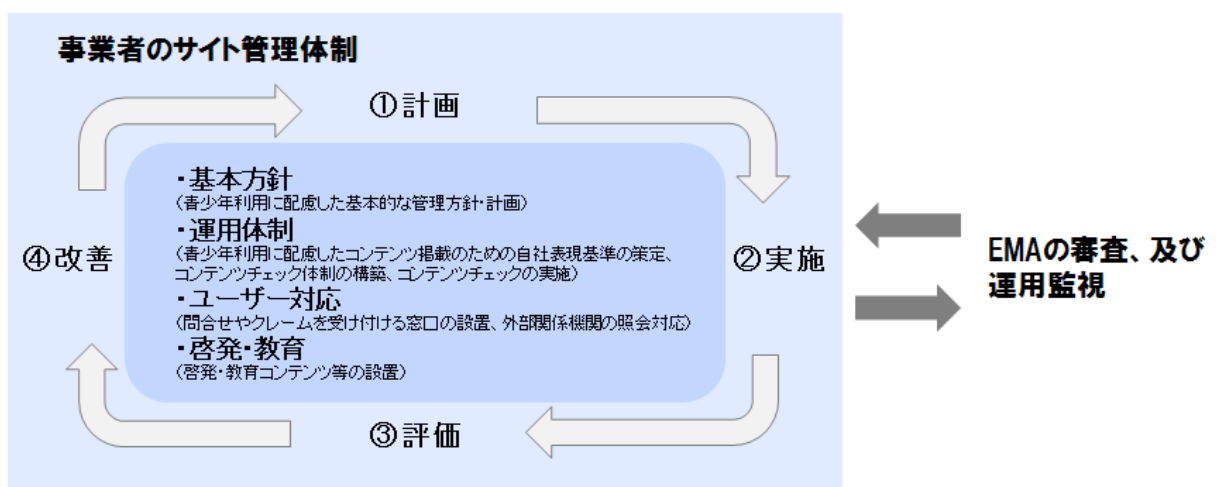 事業者のサイト管理体制
①計画
・基本方針
（青少年利用に配慮した基本的な管理方針・計画）
・運用体制
（青少年利用に配慮したコンテンツ掲載のための自社表現基準の策定、
コンテンツチェック体制の構築、コンテンツチェックの実施）
・ユーザー対応
（問合せやクレームを受け付ける窓口の設置、外部関係機関の照会対応）
・啓発・教育
（啓発・教育コンテンツ等の設置）
④改善
②実施
③評価
EMAの審査、及び
運用監視